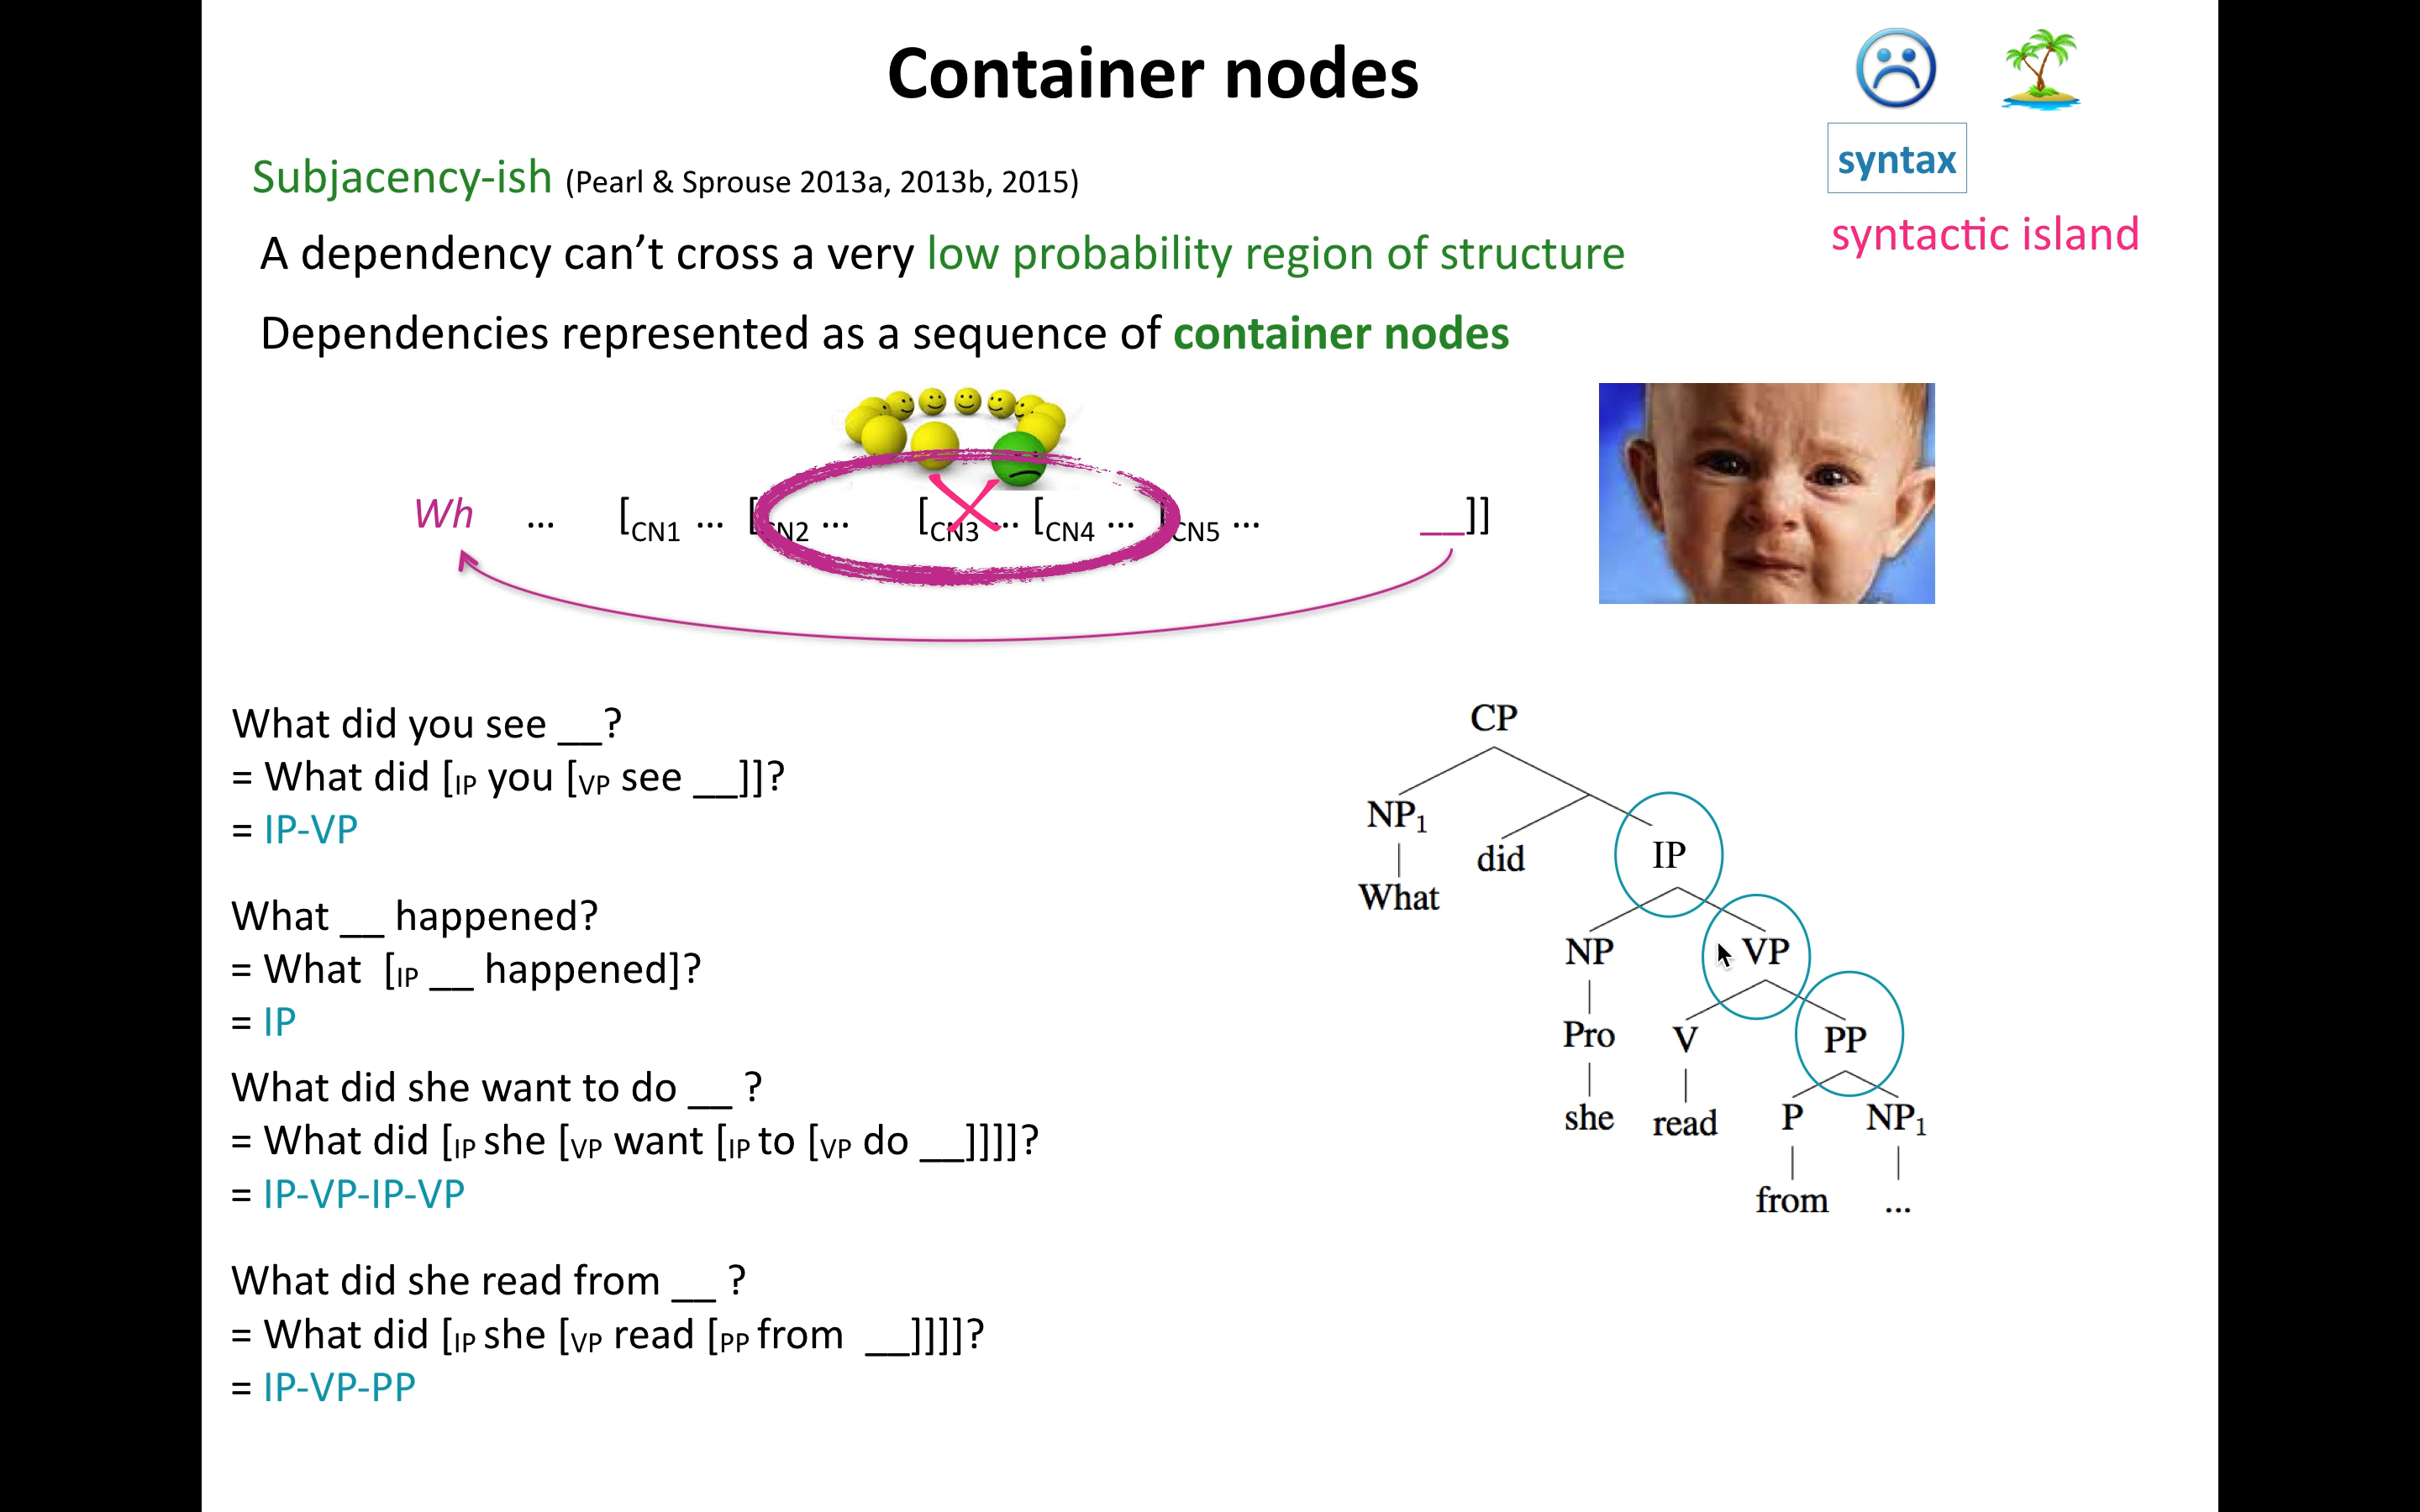 Container nodes
syntax
syntactic island
Subjacency-ish (Pearl & Sprouse 2013a, 2013b, 2015)
A dependency can’t cross a very low probability region of structure
Dependencies represented as a sequence of container nodes
Wh … [CN1 … [CN2 … [CN3 … [CN4 … [CN5 … __]]
What did you see __?
= What did [IP you [VP see __]]?
= IP-VP
What __ happened?
= What [IP __ happened]?
= IP
What did she want to do __ ?
= What did [IP she [VP want [IP to [VP do __]]]]?
= IP-VP-IP-VP
What did she read from __ ?
= What did [IP she [VP read [PP from __]]]]?
= IP-VP-PP
CP
NP1
did
IP
What
NP
VP
Pro
V
PP
she
read
P
NP1
from
...